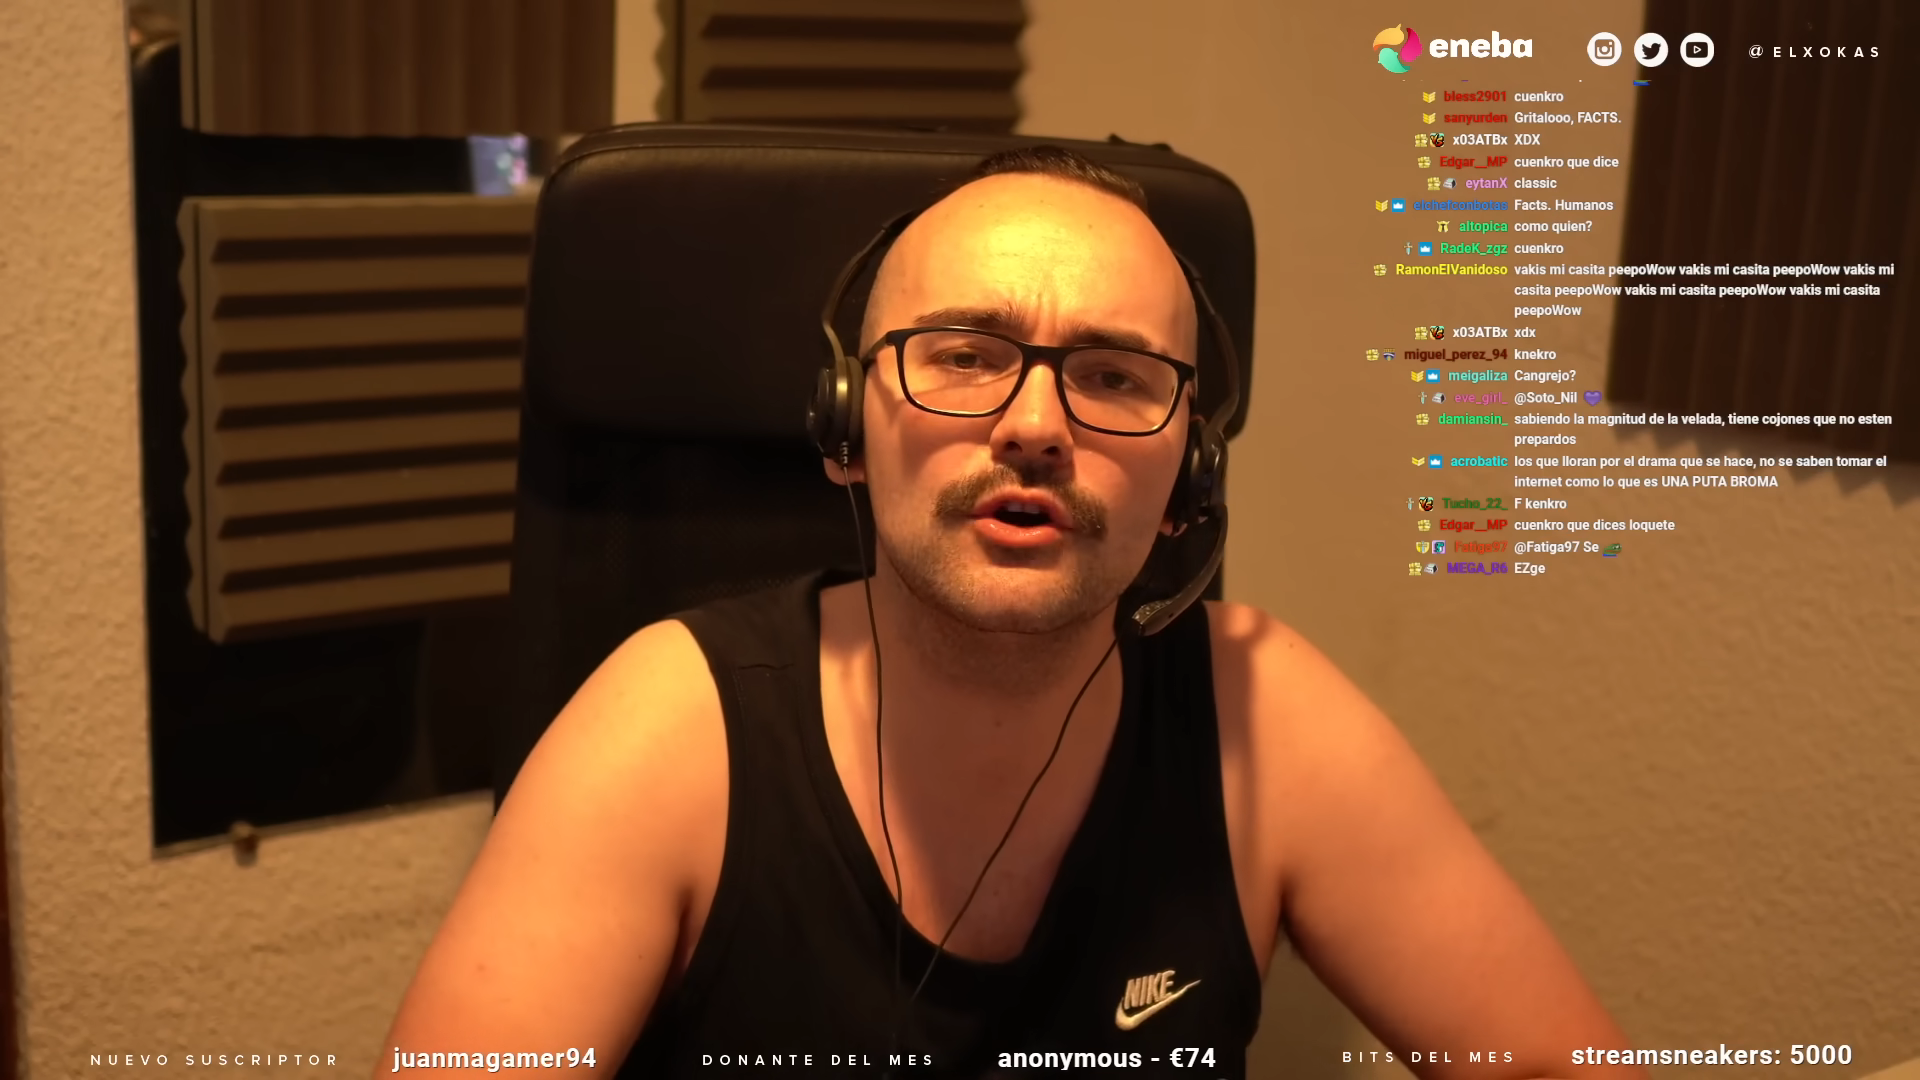 eneba
@ELXOKAS
bless2901 cuenkro
sanyurden Gritalooo, FACTS.
x03ATBx XDX
Edgar__MP cuenkro que dice
eytanX classic
elchefconbotas Facts. Humanos
altopica como quien?
RadeK_zgz cuenkro
RamonElVanidoso vakis mi casita peepoWow vakis mi casita peepoWow vakis mi
casita peepoWow vakis mi casita peepoWow vakis mi casita
peepoWow
x03ATBx xdx
miguel_perez_94 knekro
meigaliza Cangrejo?
eve_girl_ @Soto_Nil
damiansin_ sabiendo la magnitud de la velada, tiene cojones que no esten
prepardos
acrobatic los que lloran por el drama que se hace, no se saben tomar el
internet como lo que es UNA PUTA BROMA
Tucho_22_ F kenkro
Edgar__MP cuenkro que dices loquete
Fatiga97 @Fatiga97 Se
MEGA_R6 EZge
NIKE
NUEVO SUSCRIPTOR juanmagamer94 DONANTE DEL MES anonymous - €74 BITS DEL MES streamsneakers: 5000